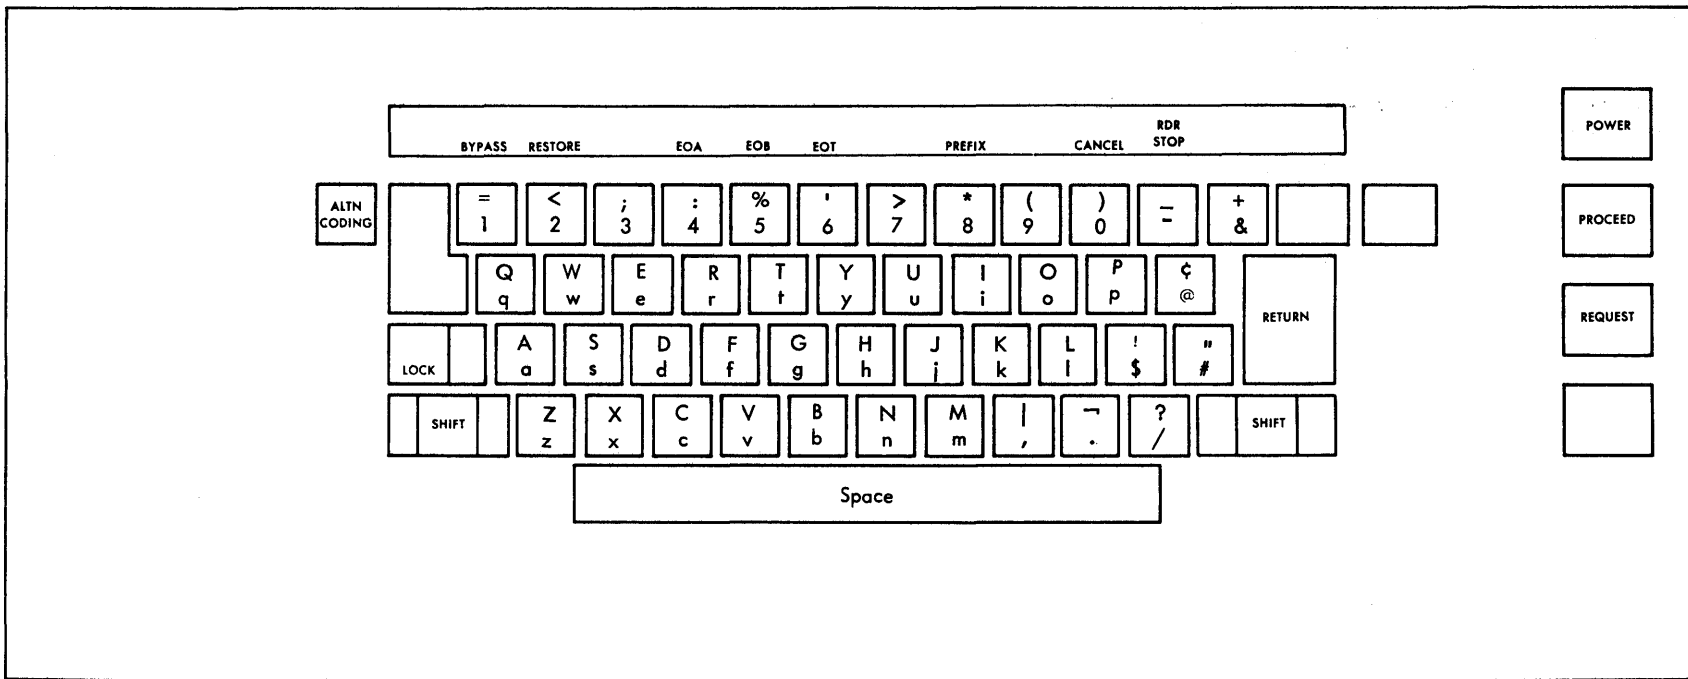 RDR
BYPASS RESTORE EOA EOB EOT PREFIX CANCEL STOP
POWER
ALTN
CODING
= < ; : % ' > * ( ) _ +
1 2 3 4 5 6 7 8 9 0 - &
PROCEED
Q W E R T Y U I O P ¢
q w e r t y u i o p @
RETURN
REQUEST
A S D F G H J K L ! "
LOCK a s d f g h j k l $ #
SHIFT
Z X C V B N M | ¬ ?
z x c v b n m , . /
SHIFT
Space